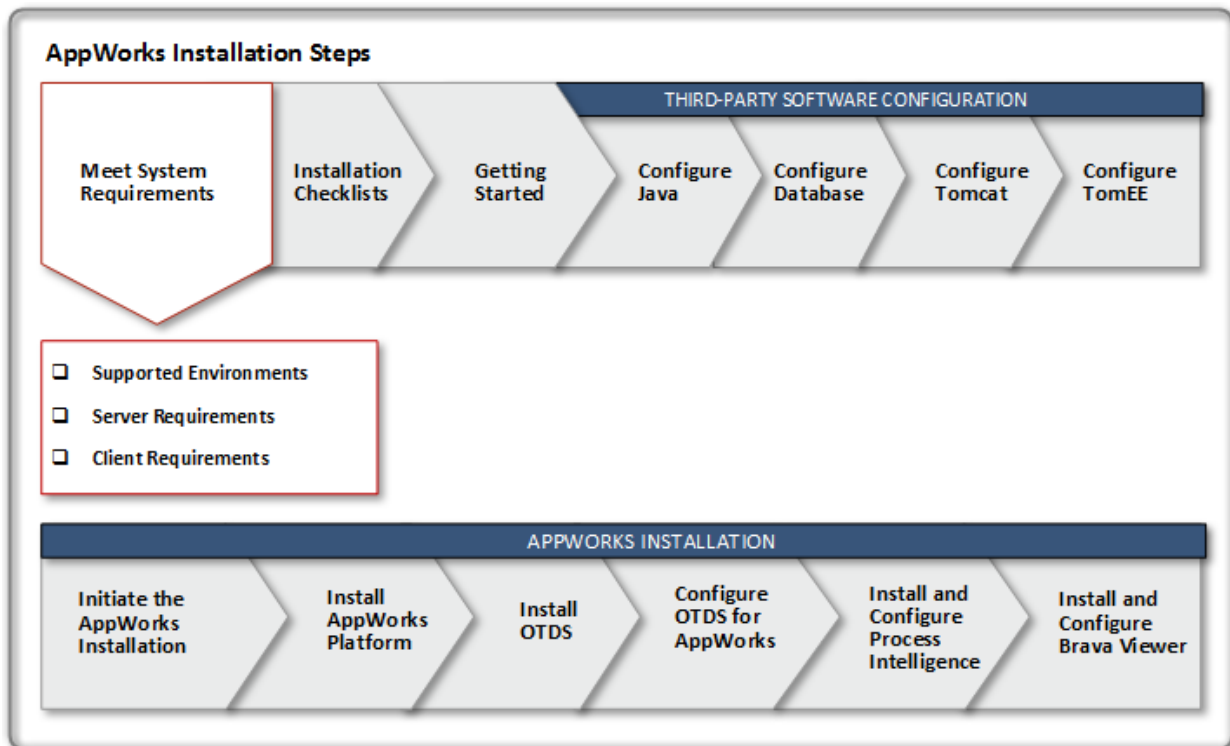 AppWorks Installation Steps
THIRD-PARTY SOFTWARE CONFIGURATION
Meet System
Requirements
Installation
Checklists
Getting
Started
Configure
Java
Configure
Database
Configure
Tomcat
Configure
TomEE
Supported Environments
Server Requirements
Client Requirements
APPWORKS INSTALLATION
Initiate the
AppWorks
Installation
Install
AppWorks
Platform
Install
OTDS
Configure
OTDS for
AppWorks
Install and
Configure
Process
Intelligence
Install and
Configure
Brava Viewer